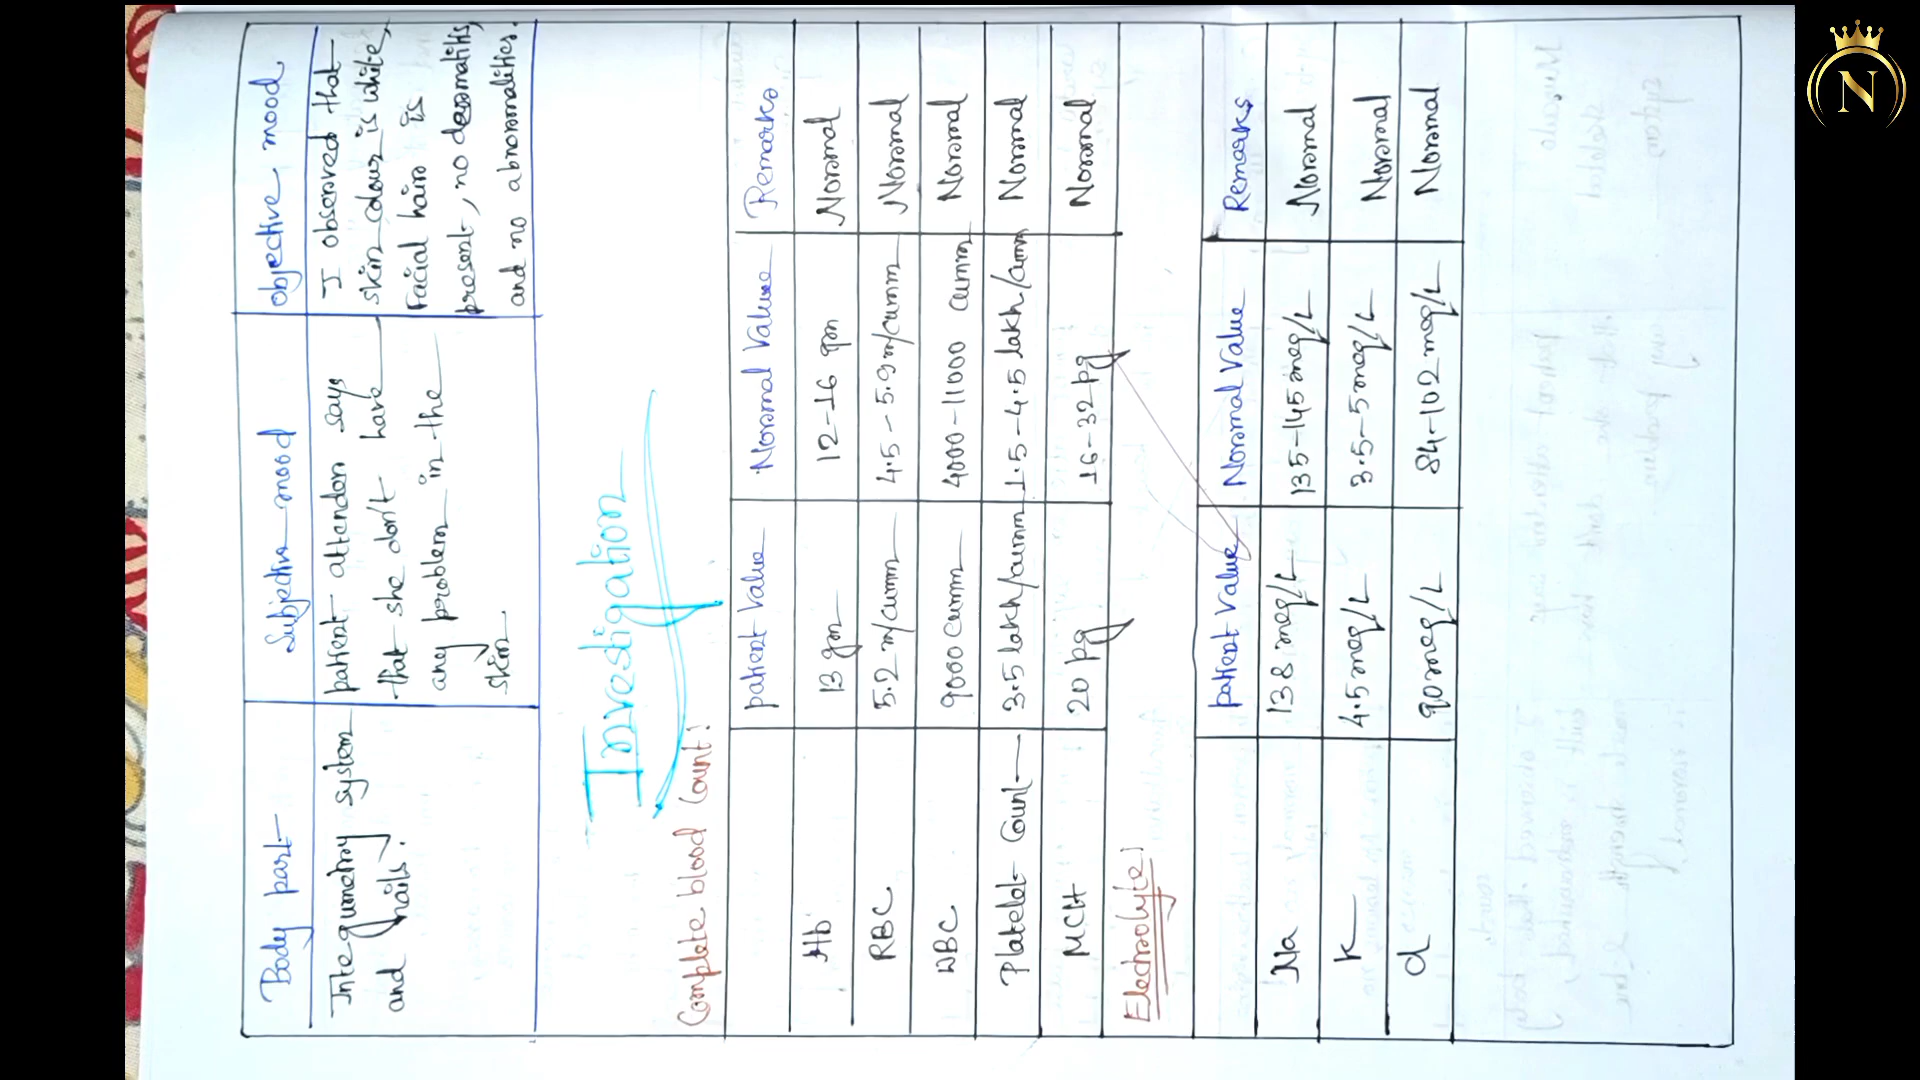 Body part
Subjective mood
objective mood
Integumetry system
and nails.
patient attendon says
that she don't have
any problem in the
skin
I observed that
skin colour is white,
Facial hair is
present, no dermatitis,
and no abnormalities.
Investigation
Complete blood Count:
patient Value
Normal Value
Remarks
Hb
13 gm
12-16 gm
Normal
RBC
5.2 m/cumm
4.5 - 5.9 m/cumm
Normal
WBC
9000 cumm
4000-11000 cumm
Normal
Platelet Count
3.5 lakh/cumm
1.5-4.5 lakh/cumm
Normal
MCH
20 pg
26-32 pg
Normal
Electrolyte:
patient value
Normal Value
Remarks
Na
138 meq/L
135-145 meq/L
Normal
K
4.5 meq/L
3.5-5 meq/L
Normal
cl
90 meq/L
84-102 meq/L
Normal
N